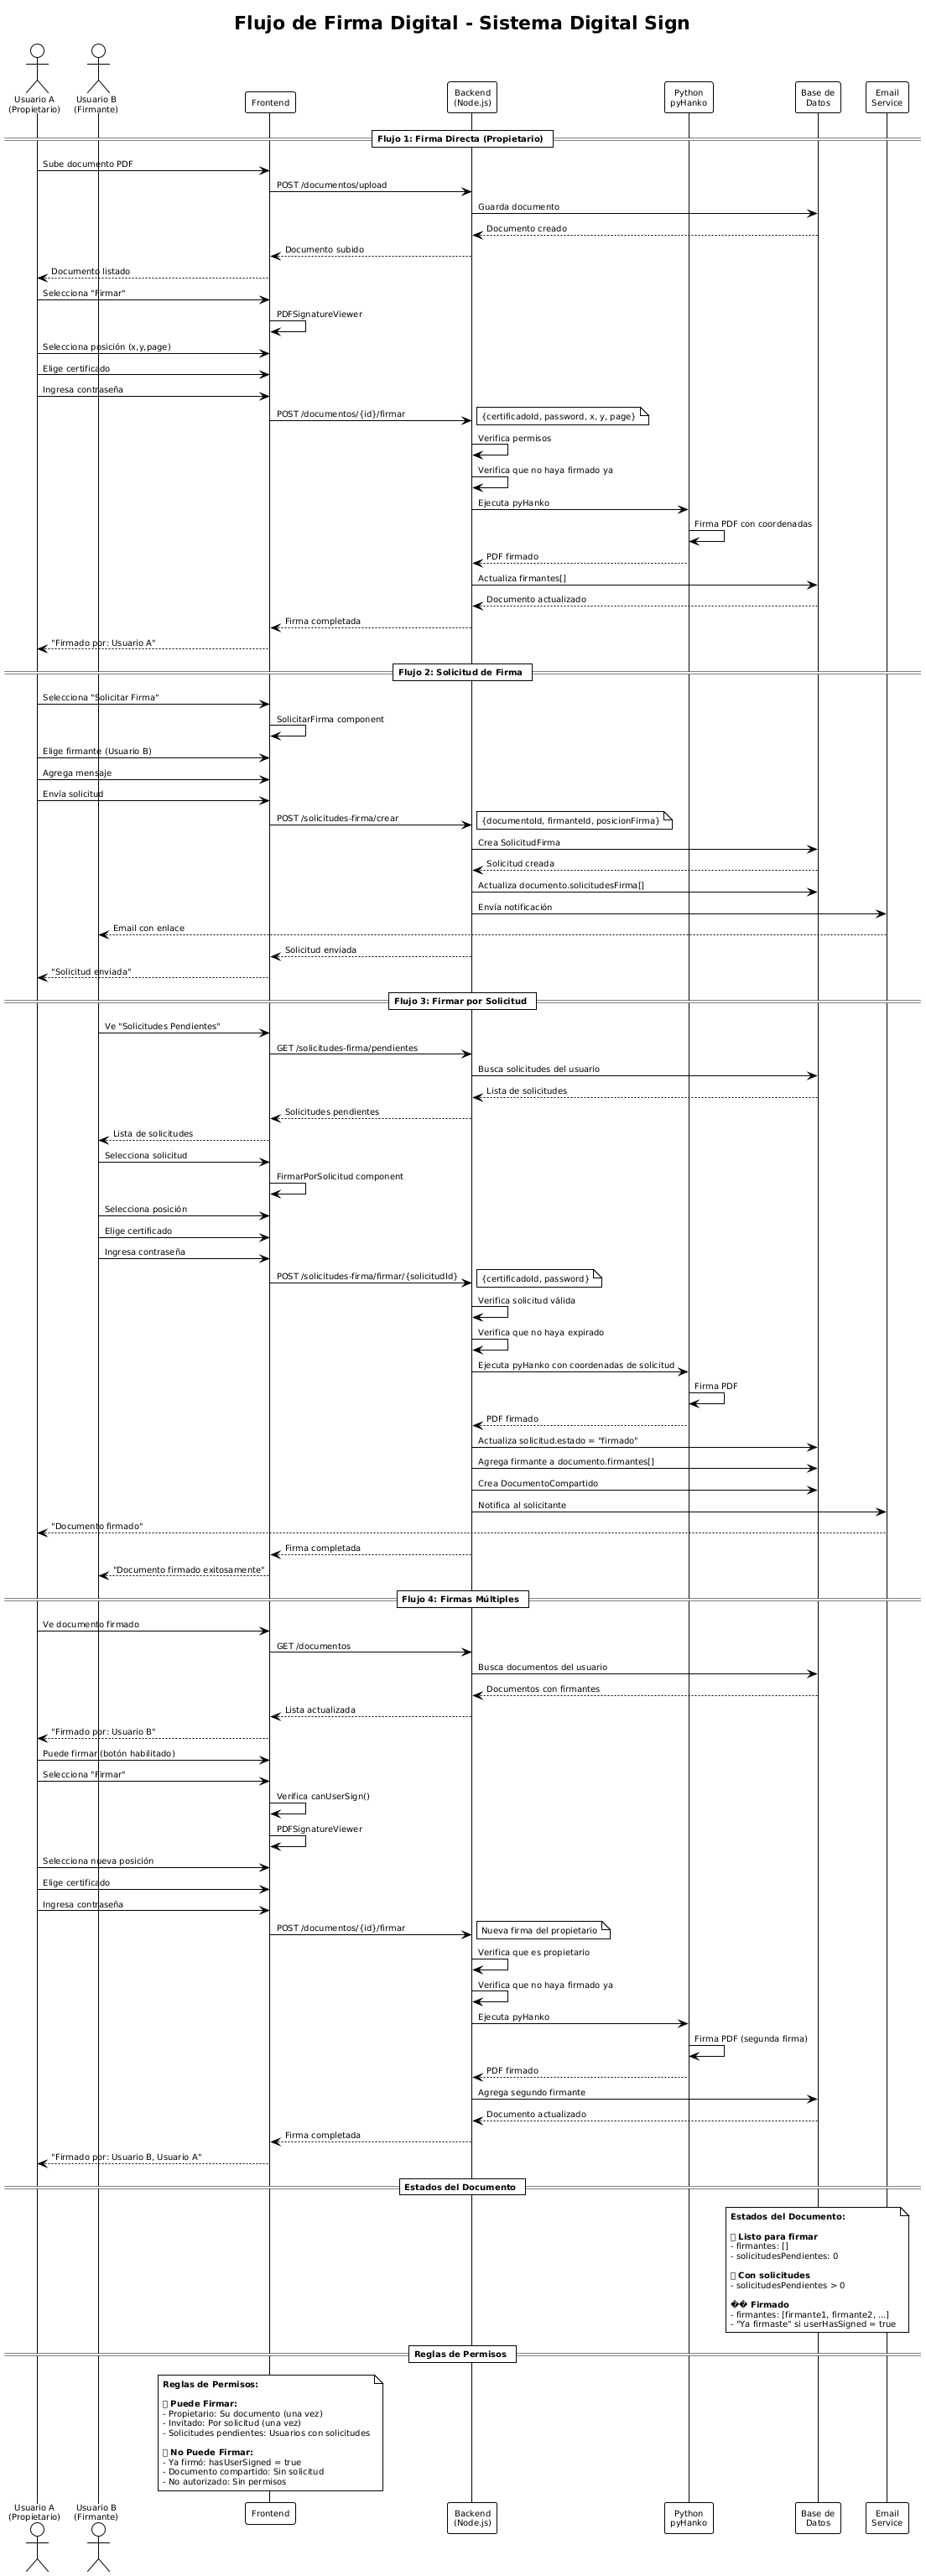 Flujo de Firma Digital - Sistema Digital Sign
Usuario A
(Propietario)
Usuario B
(Firmante)
Frontend
Backend
(Node.js)
Python
pyHanko
Base de
Datos
Email
Service
Flujo 1: Firma Directa (Propietario)
Sube documento PDF
POST /documentos/upload
Guarda documento
Documento creado
Documento subido
Documento listado
Selecciona "Firmar"
PDFSignatureViewer
Selecciona posición (x,y,page)
Elige certificado
Ingresa contraseña
POST /documentos/{id}/firmar
{certificadoId, password, x, y, page}
Verifica permisos
Verifica que no haya firmado ya
Ejecuta pyHanko
Firma PDF con coordenadas
PDF firmado
Actualiza firmantes[]
Documento actualizado
Firma completada
"Firmado por: Usuario A"
Flujo 2: Solicitud de Firma
Selecciona "Solicitar Firma"
SolicitarFirma component
Elige firmante (Usuario B)
Agrega mensaje
Envía solicitud
POST /solicitudes-firma/crear
{documentoId, firmanteId, posicionFirma}
Crea SolicitudFirma
Solicitud creada
Actualiza documento.solicitudesFirma[]
Envía notificación
Email con enlace
Solicitud enviada
"Solicitud enviada"
Flujo 3: Firmar por Solicitud
Ve "Solicitudes Pendientes"
GET /solicitudes-firma/pendientes
Busca solicitudes del usuario
Lista de solicitudes
Solicitudes pendientes
Lista de solicitudes
Selecciona solicitud
FirmarPorSolicitud component
Selecciona posición
Elige certificado
Ingresa contraseña
POST /solicitudes-firma/firmar/{solicitudId}
{certificadoId, password}
Verifica solicitud válida
Verifica que no haya expirado
Ejecuta pyHanko con coordenadas de solicitud
Firma PDF
PDF firmado
Actualiza solicitud.estado = "firmado"
Agrega firmante a documento.firmantes[]
Crea DocumentoCompartido
Notifica al solicitante
"Documento firmado"
Firma completada
"Documento firmado exitosamente"
Flujo 4: Firmas Múltiples
Ve documento firmado
GET /documentos
Busca documentos del usuario
Documentos con firmantes
Lista actualizada
"Firmado por: Usuario B"
Puede firmar (botón habilitado)
Selecciona "Firmar"
Verifica canUserSign()
PDFSignatureViewer
Selecciona nueva posición
Elige certificado
Ingresa contraseña
POST /documentos/{id}/firmar
Nueva firma del propietario
Verifica que es propietario
Verifica que no haya firmado ya
Ejecuta pyHanko
Firma PDF (segunda firma)
PDF firmado
Agrega segundo firmante
Documento actualizado
Firma completada
"Firmado por: Usuario B, Usuario A"
Estados del Documento
Estados del Documento:
Listo para firmar
- firmantes: []
- solicitudesPendientes: 0
Con solicitudes
- solicitudesPendientes > 0
�� Firmado
- firmantes: [firmante1, firmante2, ...]
- "Ya firmaste" si userHasSigned = true
Reglas de Permisos
Reglas de Permisos:
Puede Firmar:
- Propietario: Su documento (una vez)
- Invitado: Por solicitud (una vez)
- Solicitudes pendientes: Usuarios con solicitudes
No Puede Firmar:
- Ya firmó: hasUserSigned = true
- Documento compartido: Sin solicitud
- No autorizado: Sin permisos
Usuario A
(Propietario)
Usuario B
(Firmante)
Frontend
Backend
(Node.js)
Python
pyHanko
Base de
Datos
Email
Service